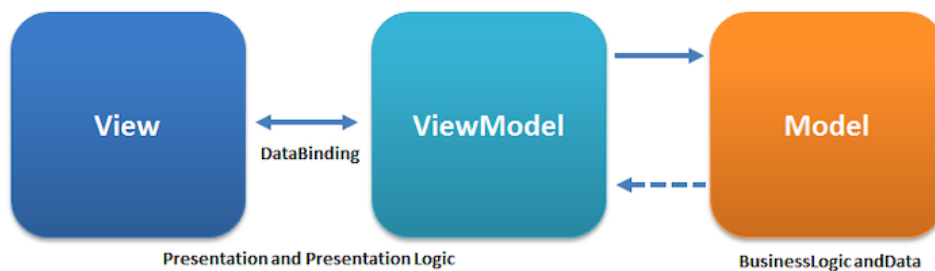 View
ViewModel
Model
DataBinding
Presentation and Presentation Logic
BusinessLogic andData